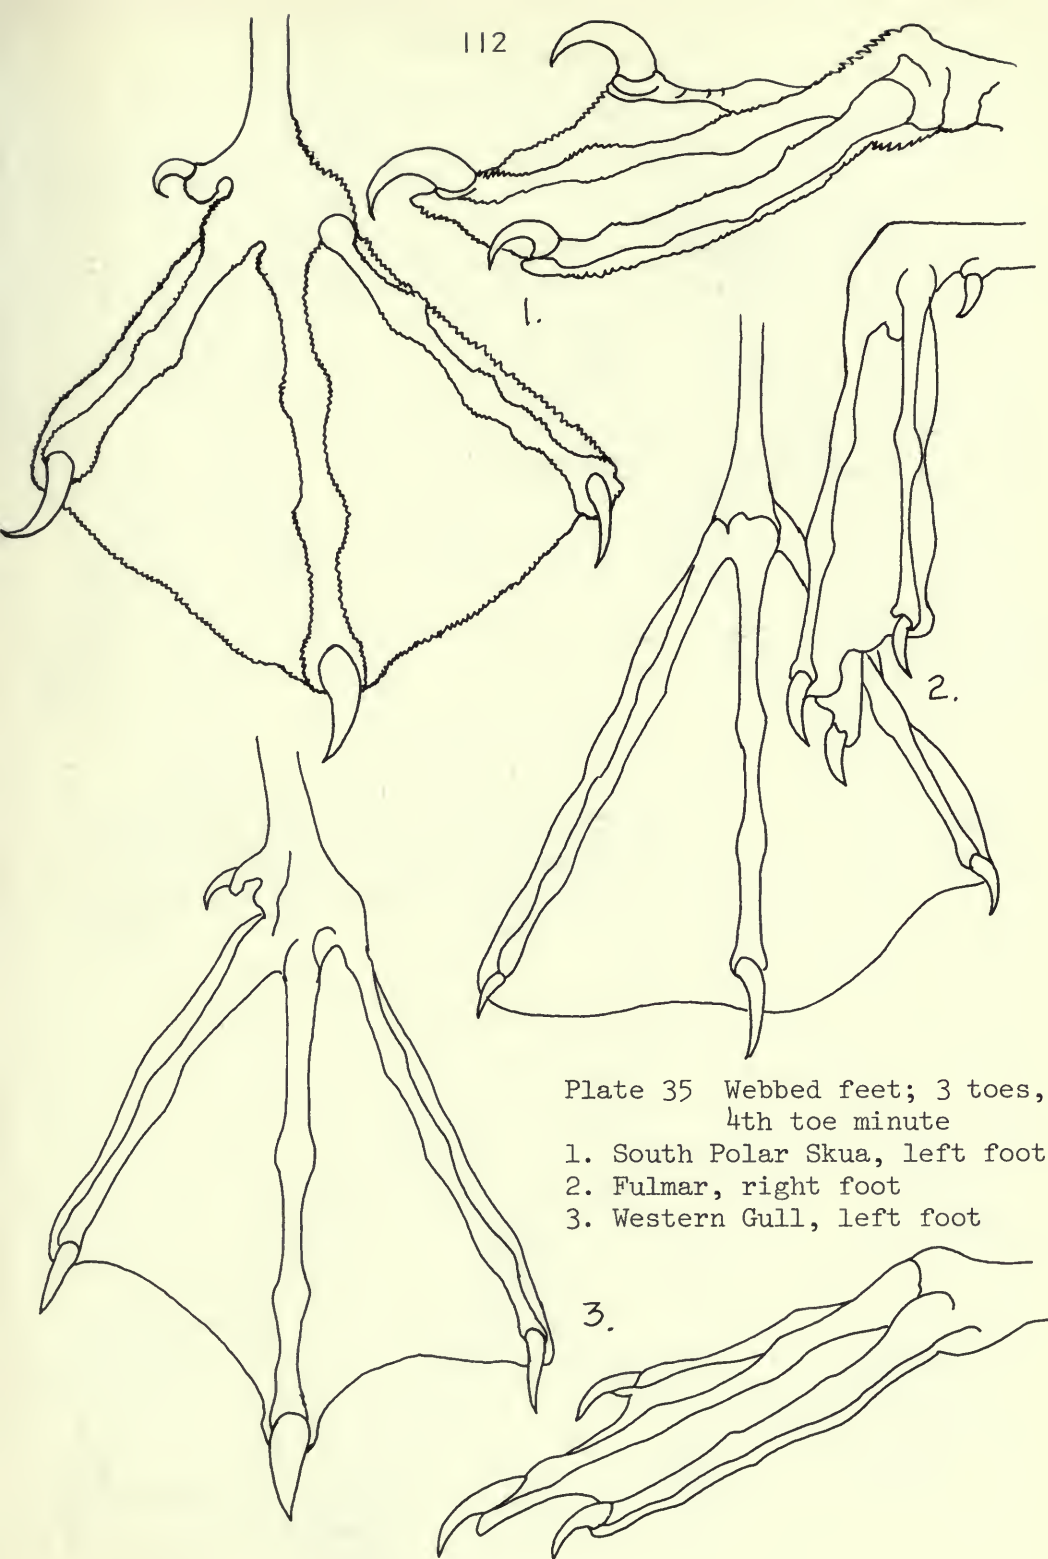 112
1.
2.
Plate 35 Webbed feet; 3 toes,
4th toe minute
1. South Polar Skua, left foot
2. Fulmar, right foot
3. Western Gull, left foot
3.